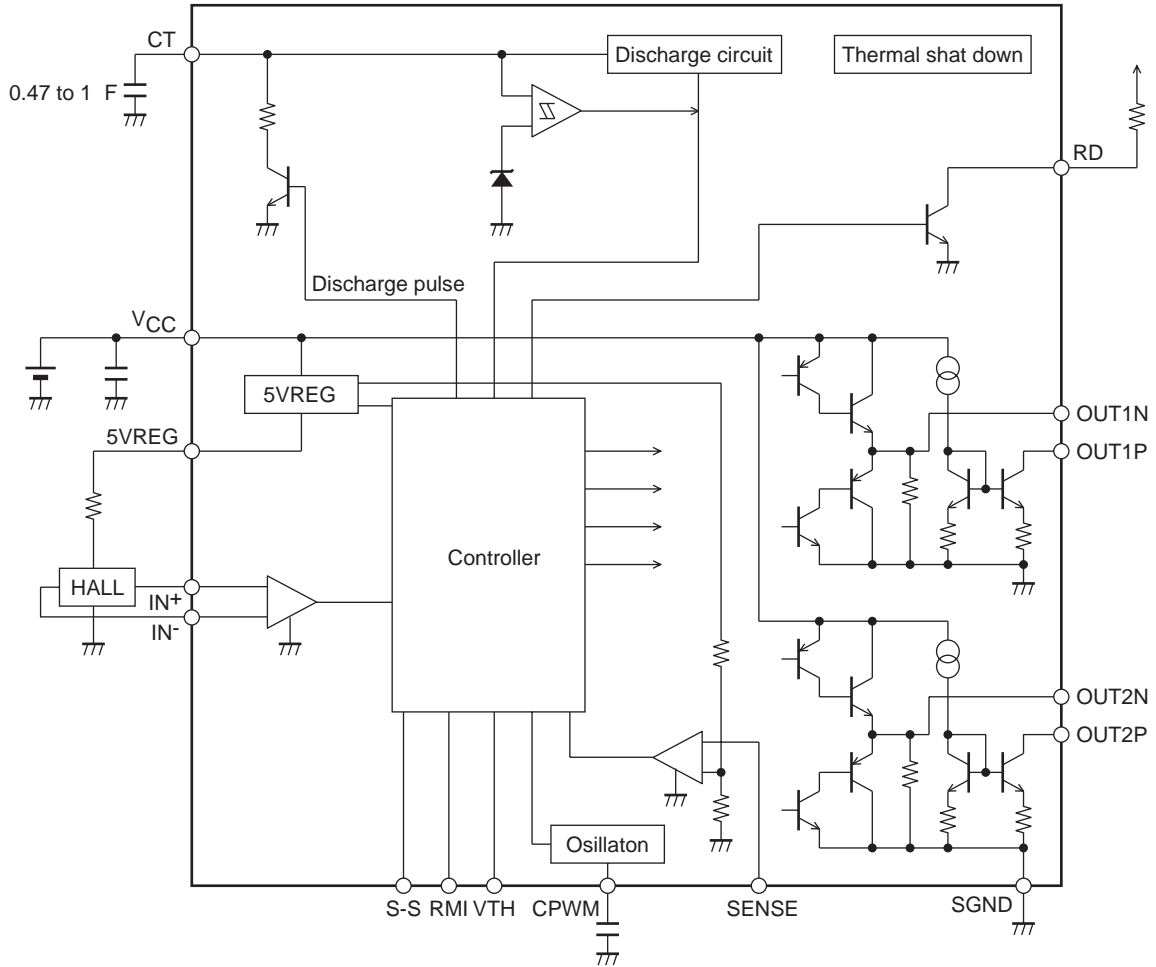 CT
Discharge circuit
Thermal shat down
0.47 to 1 F
RD
Discharge pulse
VCC
5VREG
OUT1N
5VREG
OUT1P
Controller
HALL
IN+
IN-
OUT2N
OUT2P
Osillaton
S-S RMI VTH CPWM SENSE SGND